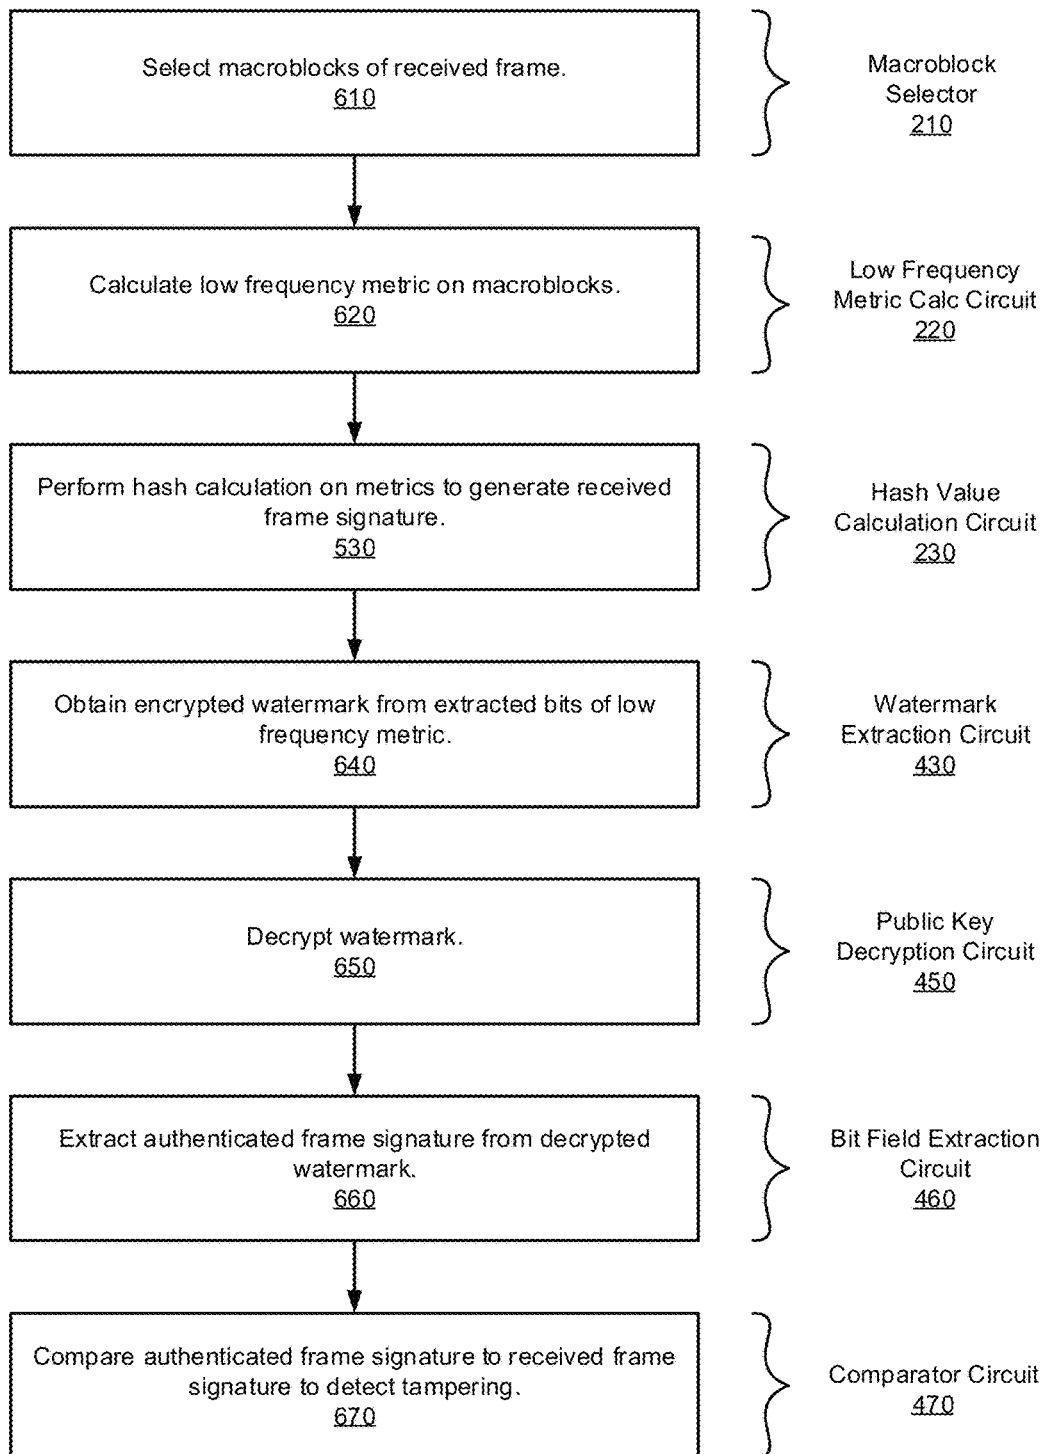 Select macroblocks of received frame.
610
Macroblock
Selector
210
Calculate low frequency metric on macroblocks.
620
Low Frequency
Metric Calc Circuit
220
Perform hash calculation on metrics to generate received
frame signature.
530
Hash Value
Calculation Circuit
230
Obtain encrypted watermark from extracted bits of low
frequency metric.
640
Watermark
Extraction Circuit
430
Decrypt watermark.
650
Public Key
Decryption Circuit
450
Extract authenticated frame signature from decrypted
watermark.
660
Bit Field Extraction
Circuit
460
Compare authenticated frame signature to received frame
signature to detect tampering.
670
Comparator Circuit
470